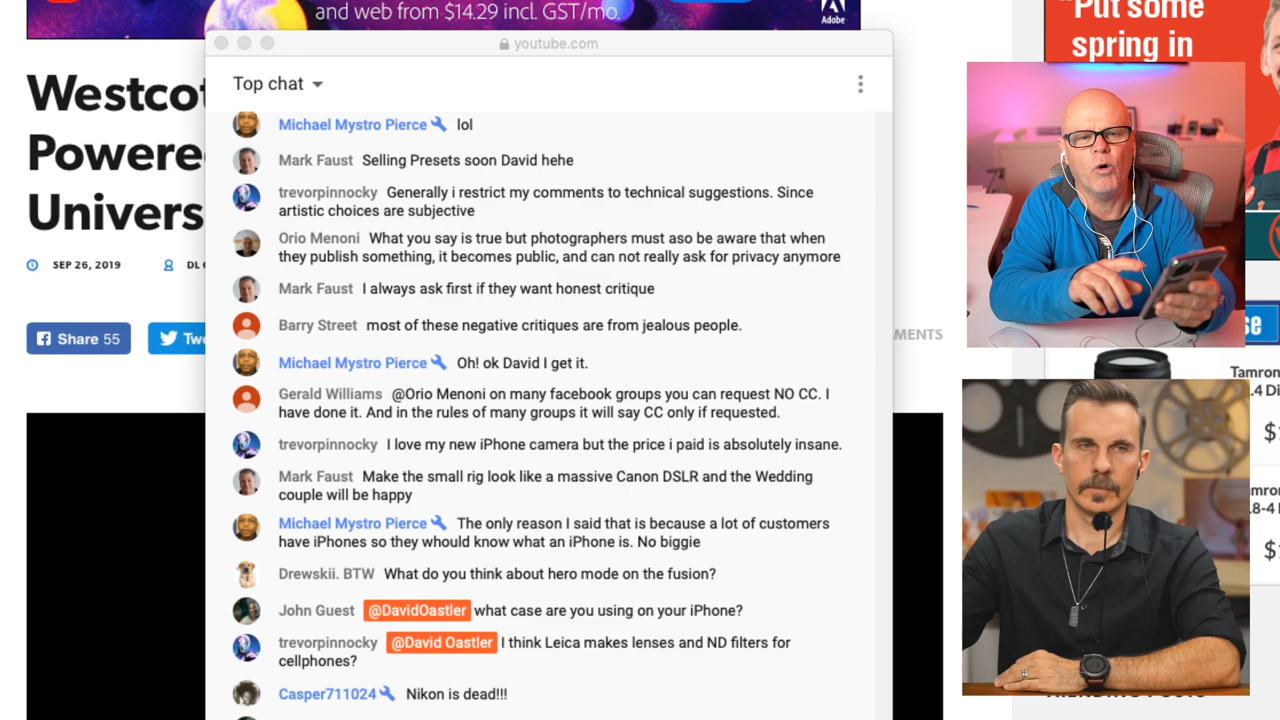 and web from $14.29 incl. GST/mo.
Adobe
"Put some
spring in
youtube.com
Top chat
Westcot
Powere
Univers
SEP 26, 2019
DL
Share 55
Twe
MENTS
Michael Mystro Pierce lol
Mark Faust Selling Presets soon David hehe
trevorpinnocky Generally i restrict my comments to technical suggestions. Since
artistic choices are subjective
Orio Menoni What you say is true but photographers must aso be aware that when
they publish something, it becomes public, and can not really ask for privacy anymore
Mark Faust I always ask first if they want honest critique
Barry Street most of these negative critiques are from jealous people.
Michael Mystro Pierce Oh! ok David I get it.
Gerald Williams @Orio Menoni on many facebook groups you can request NO CC. I
have done it. And in the rules of many groups it will say CC only if requested.
trevorpinnocky I love my new iPhone camera but the price i paid is absolutely insane.
Mark Faust Make the small rig look like a massive Canon DSLR and the Wedding
couple will be happy
Michael Mystro Pierce The only reason I said that is because a lot of customers
have iPhones so they whould know what an iPhone is. No biggie
Drewskii. BTW What do you think about hero mode on the fusion?
John Guest @DavidOastler what case are you using on your iPhone?
trevorpinnocky @David Oastler I think Leica makes lenses and ND filters for
cellphones?
Casper711024 Nikon is dead!!!
se
Tamron
.4 Di
$
mron
.8-4
$